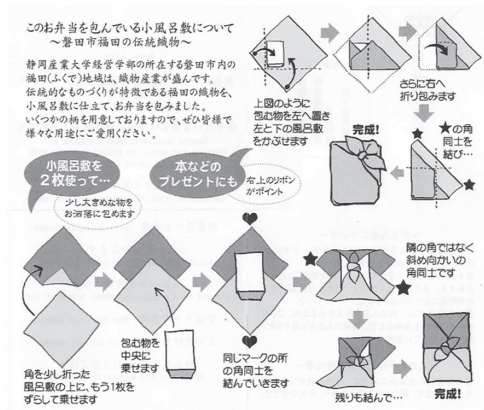 このお弁当を包んでいる小風呂敷について
～磐田市福田の伝統織物～
静岡産業大学経営学部の所在する磐田市内の
福田(ふくで)地域は、織物産業が盛んです。
伝統的なものづくりが特徴である福田の織物を、
小風呂敷に仕立て、お弁当を包みました。
いくつかの柄を用意しておりますので、ぜひ皆様で
様々な用途にご愛用ください。
上図のように
包む物を左へ置き
左と下の風呂敷
をかぶせます
さらに右へ
折り包みます
★の角
同士を
結び…
完成!
小風呂敷を
2枚使って…
少し大きめな物を
お洒落に包めます
本などの
プレゼントにも
右上のリボン
がポイント
角を少し折った
風呂敷の上に、もう1枚を
ずらして乗せます
包む物を
中央に
乗せます
同じマークの所
の角同士を
結んでいきます
隣の角ではなく
斜め向かいの
角同士です
残りも結んで…
完成!